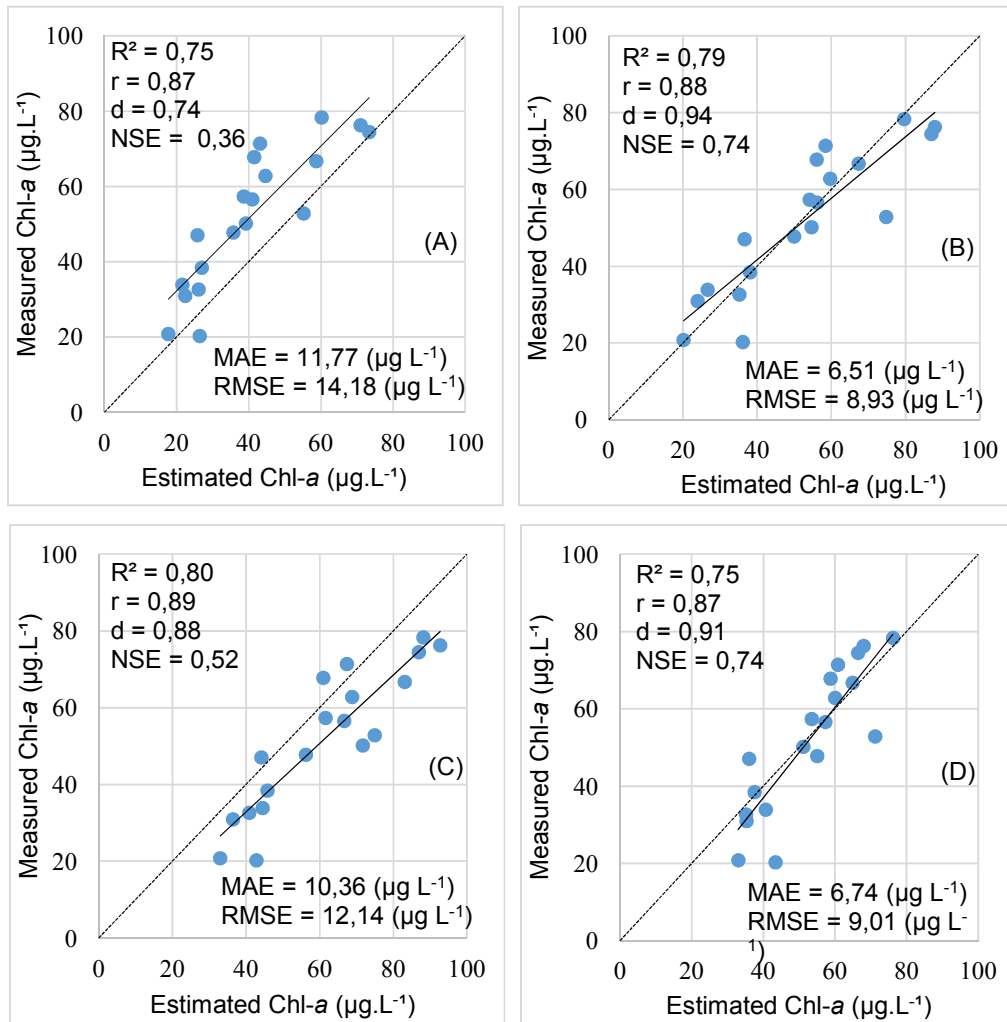 100
80
60
40
20
0
Measured Chl-a (µg.L⁻¹)
R² = 0,75
r = 0,87
d = 0,74
NSE = 0,36
(A)
MAE = 11,77 (µg L⁻¹)
RMSE = 14,18 (µg L⁻¹)
0 20 40 60 80 100
Estimated Chl-a (µg.L⁻¹)
100
80
60
40
20
0
Measured Chl-a (µg.L⁻¹)
R² = 0,79
r = 0,88
d = 0,94
NSE = 0,74
(B)
MAE = 6,51 (µg L⁻¹)
RMSE = 8,93 (µg L⁻¹)
0 20 40 60 80 100
Estimated Chl-a (µg.L⁻¹)
100
80
60
40
20
0
Measured Chl-a (µg.L⁻¹)
R² = 0,80
r = 0,89
d = 0,88
NSE = 0,52
(C)
MAE = 10,36 (µg L⁻¹)
RMSE = 12,14 (µg L⁻¹)
0 20 40 60 80 100
Estimated Chl-a (µg.L⁻¹)
100
80
60
40
20
0
Measured Chl-a (µg.L⁻¹)
R² = 0,75
r = 0,87
d = 0,91
NSE = 0,74
(D)
MAE = 6,74 (µg L⁻¹)
RMSE = 9,01 (µg L⁻
¹)
0 20 40 60 80 100
Estimated Chl-a (µg.L⁻¹)